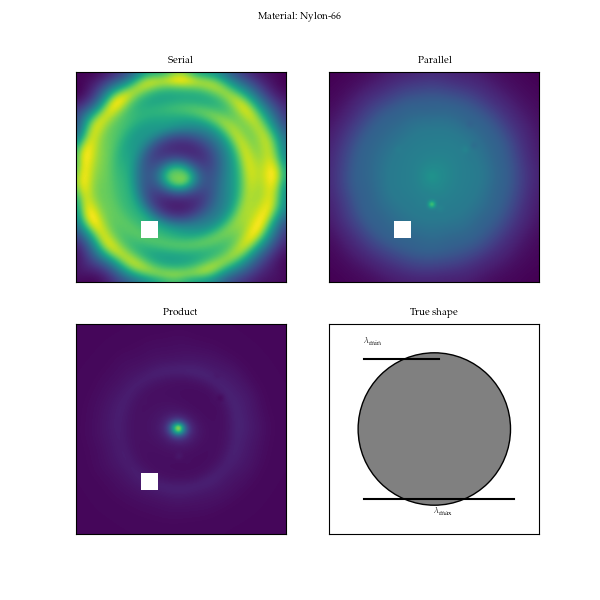 Material: Nylon-66
Serial
Parallel
Product
True shape
λmin
λmax